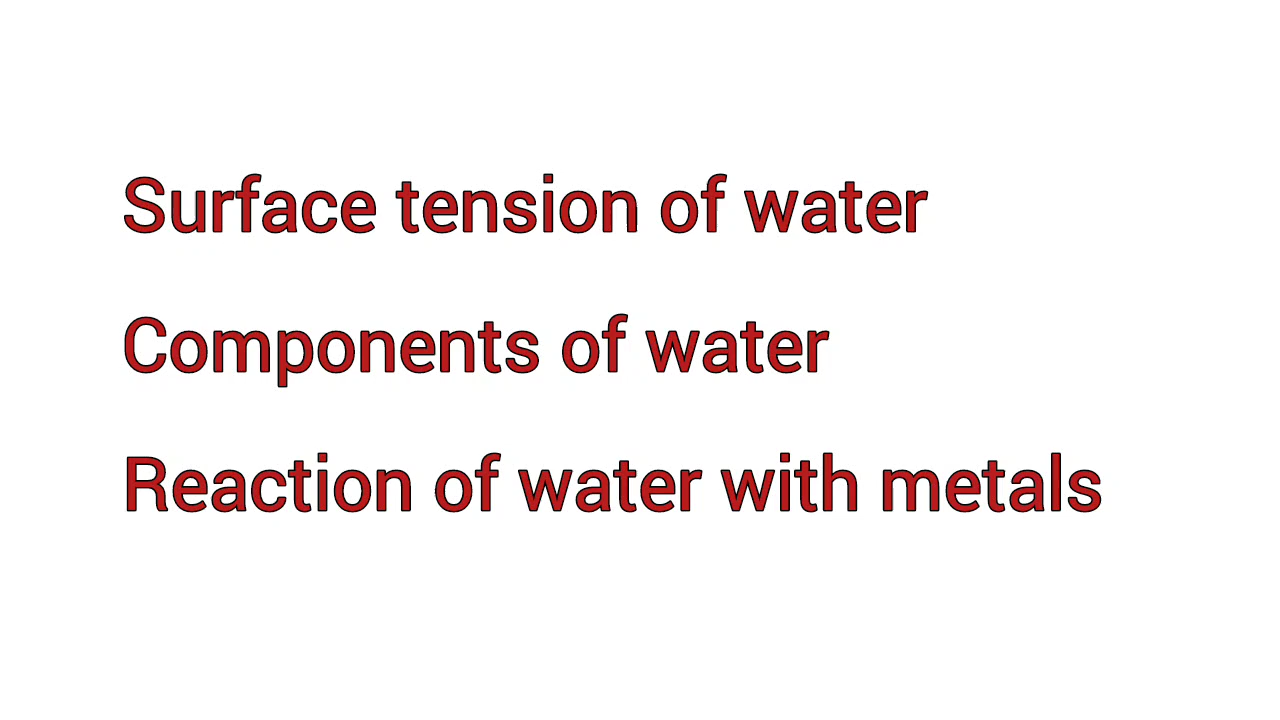 Surface tension of water
Components of water
Reaction of water with metals